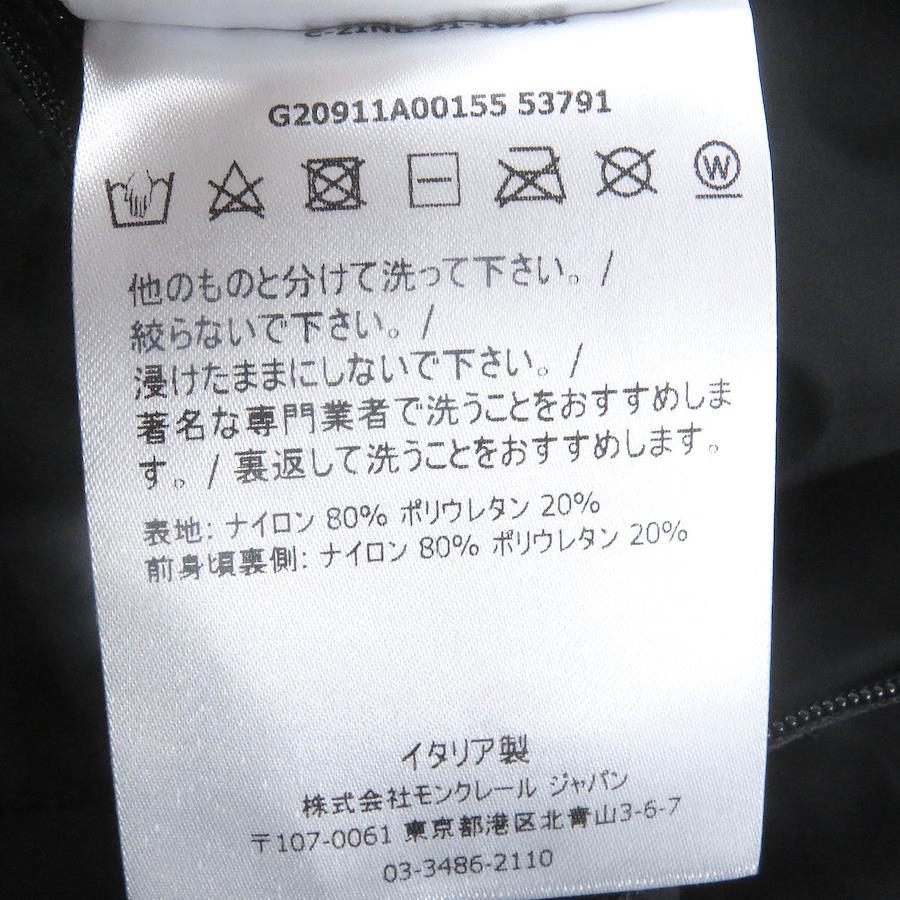 G20911A00155 53791
W
他のものと分けて洗って下さい。/
絞らないで下さい。/
浸けたままにしないで下さい。/
著名な専門業者で洗うことをおすすめしま
す。/ 裏返して洗うことをおすすめします。
表地: ナイロン 80% ポリウレタン 20%
前身頃裏側: ナイロン 80% ポリウレタン 20%
イタリア製
株式会社モンクレール ジャパン
〒107-0061 東京都港区北青山3-6-7
03-3486-2110